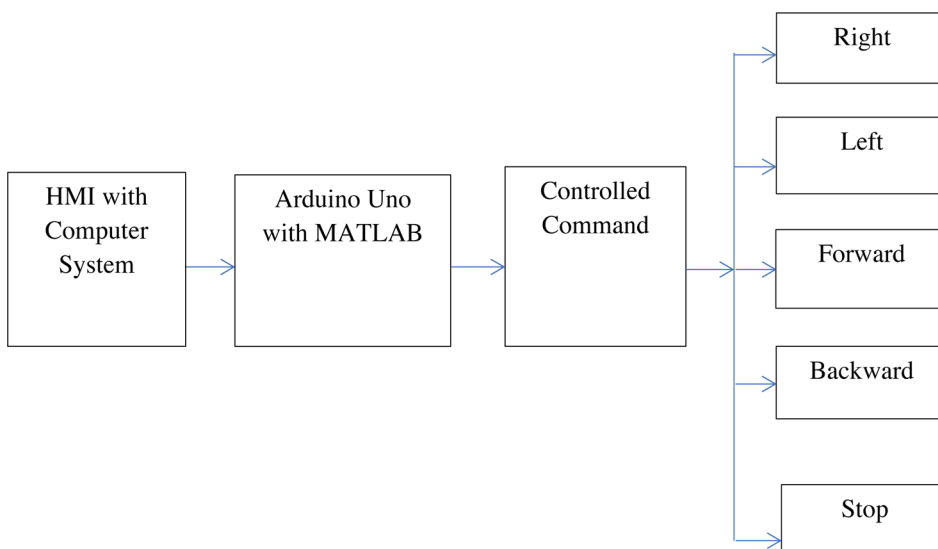 HMI with
Computer
System
Arduino Uno
with MATLAB
Controlled
Command
Right
Left
Forward
Backward
Stop